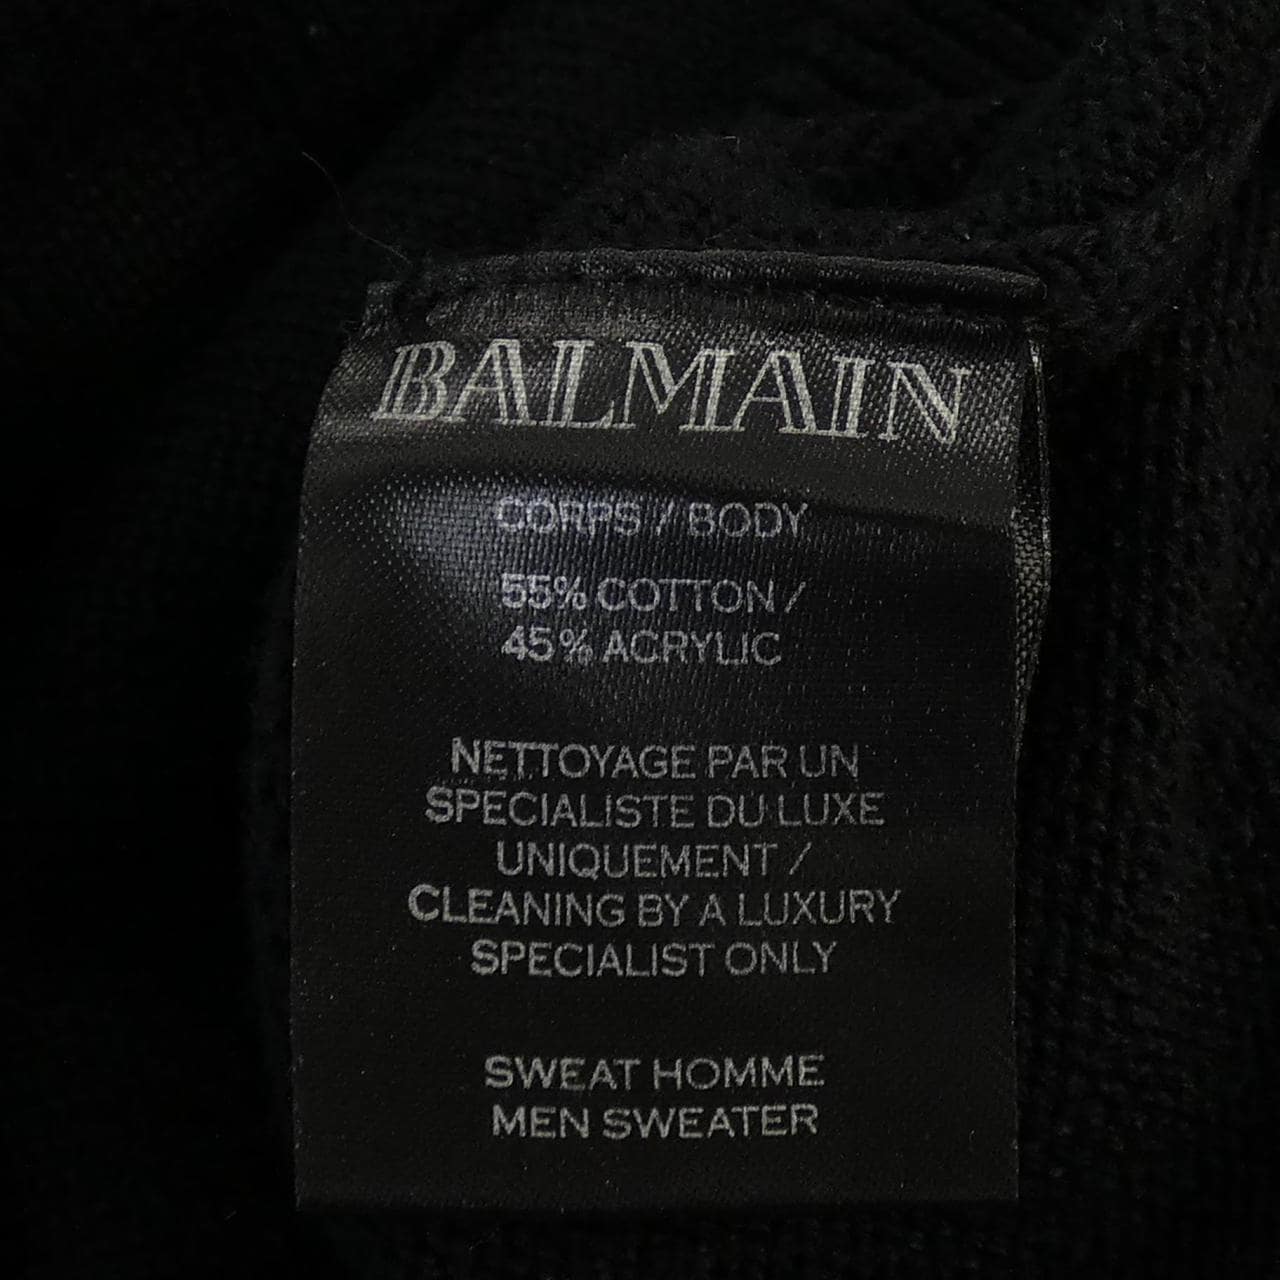 BALMAIN
CORPS / BODY
55% COTTON /
45% ACRYLIC
NETTOYAGE PAR UN
SPECIALISTE DU LUXE
UNIQUEMENT /
CLEANING BY A LUXURY
SPECIALIST ONLY
SWEAT HOMME
MEN SWEATER